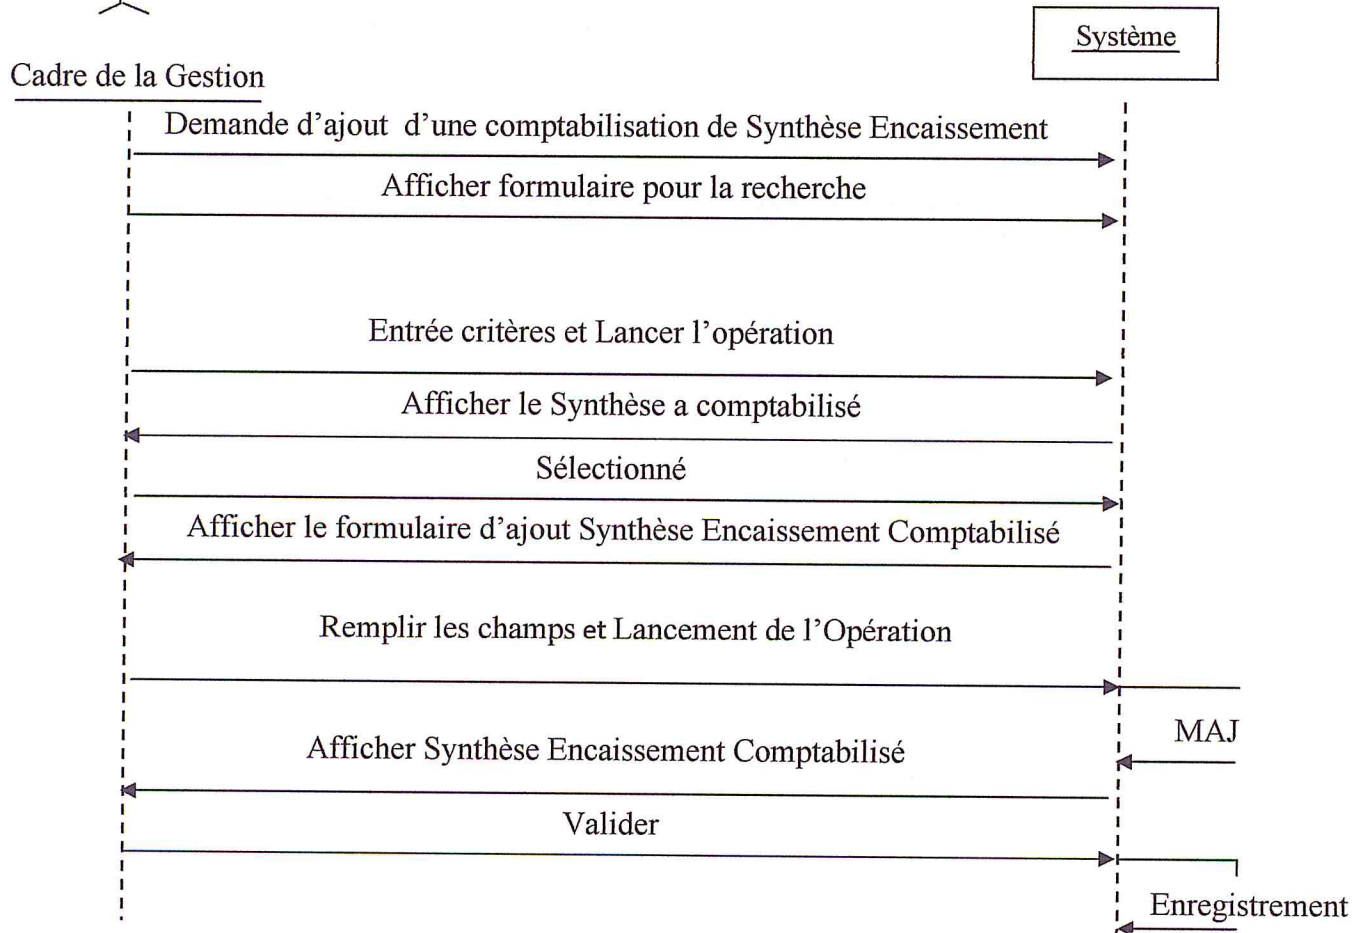 Système
Cadre de la Gestion
Demande d'ajout d'une comptabilisation de Synthèse Encaissement
Afficher formulaire pour la recherche
Entrée critères et Lancer l'opération
Afficher le Synthèse a comptabilisé
Sélectionné
Afficher le formulaire d'ajout Synthèse Encaissement Comptabilisé
Remplir les champs et Lancement de l'Opération
MAJ
Afficher Synthèse Encaissement Comptabilisé
Valider
Enregistrement